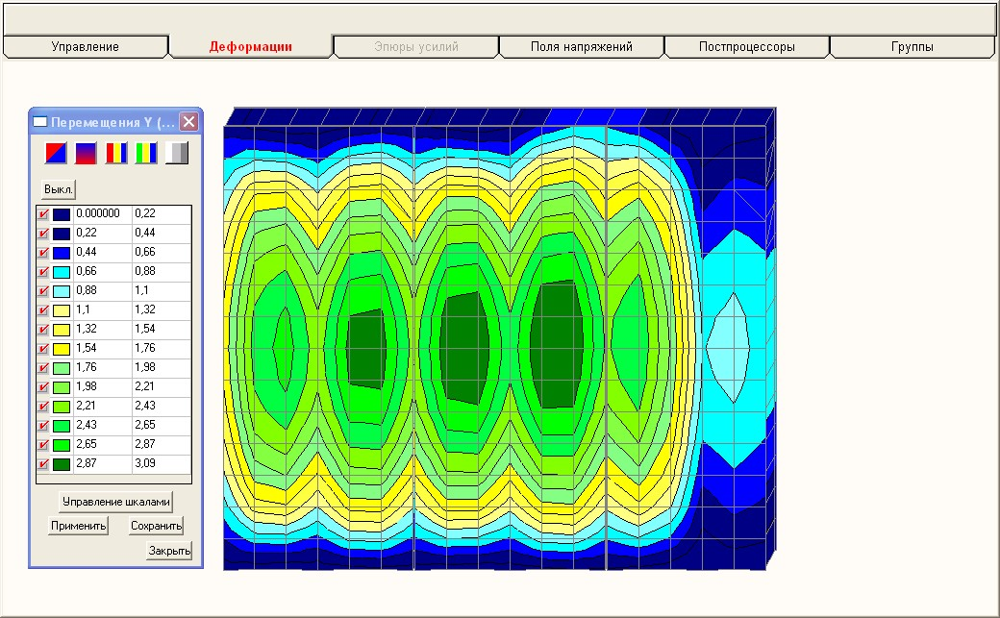 Управление Деформации Эпюры усилий Поля напряжений Постпроцессоры Группы
Перемещения Y (...
Выкл.
0.000000 0,22
0,22 0,44
0,44 0,66
0,66 0,88
0,88 1,1
1,1 1,32
1,32 1,54
1,54 1,76
1,76 1,98
1,98 2,21
2,21 2,43
2,43 2,65
2,65 2,87
2,87 3,09
Управление шкалами
Применить Сохранить
Закрыть